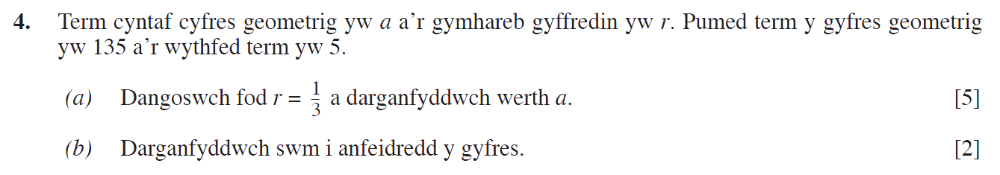 4. Term cyntaf cyfres geometrig yw a a'r gymhareb gyffredin yw r. Pumed term y gyfres geometrig
yw 135 a'r wythfed term yw 5.
(a) Dangoswch fod r = 1/3 a darganfyddwch werth a. [5]
(b) Darganfyddwch swm i anfeidredd y gyfres. [2]